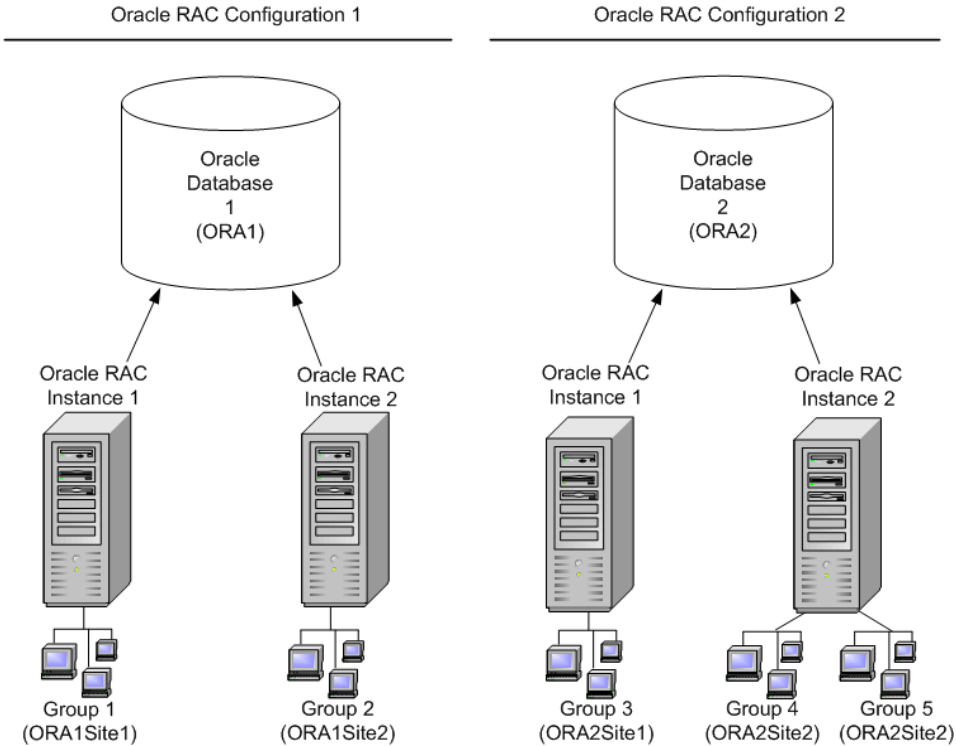 Oracle RAC Configuration 1
Oracle RAC Configuration 2
Oracle
Database
1
(ORA1)
Oracle
Database
2
(ORA2)
Oracle RAC
Instance 1
Oracle RAC
Instance 2
Oracle RAC
Instance 1
Oracle RAC
Instance 2
Group 1
(ORA1Site1)
Group 2
(ORA1Site2)
Group 3
(ORA2Site1)
Group 4
(ORA2Site2)
Group 5
(ORA2Site2)